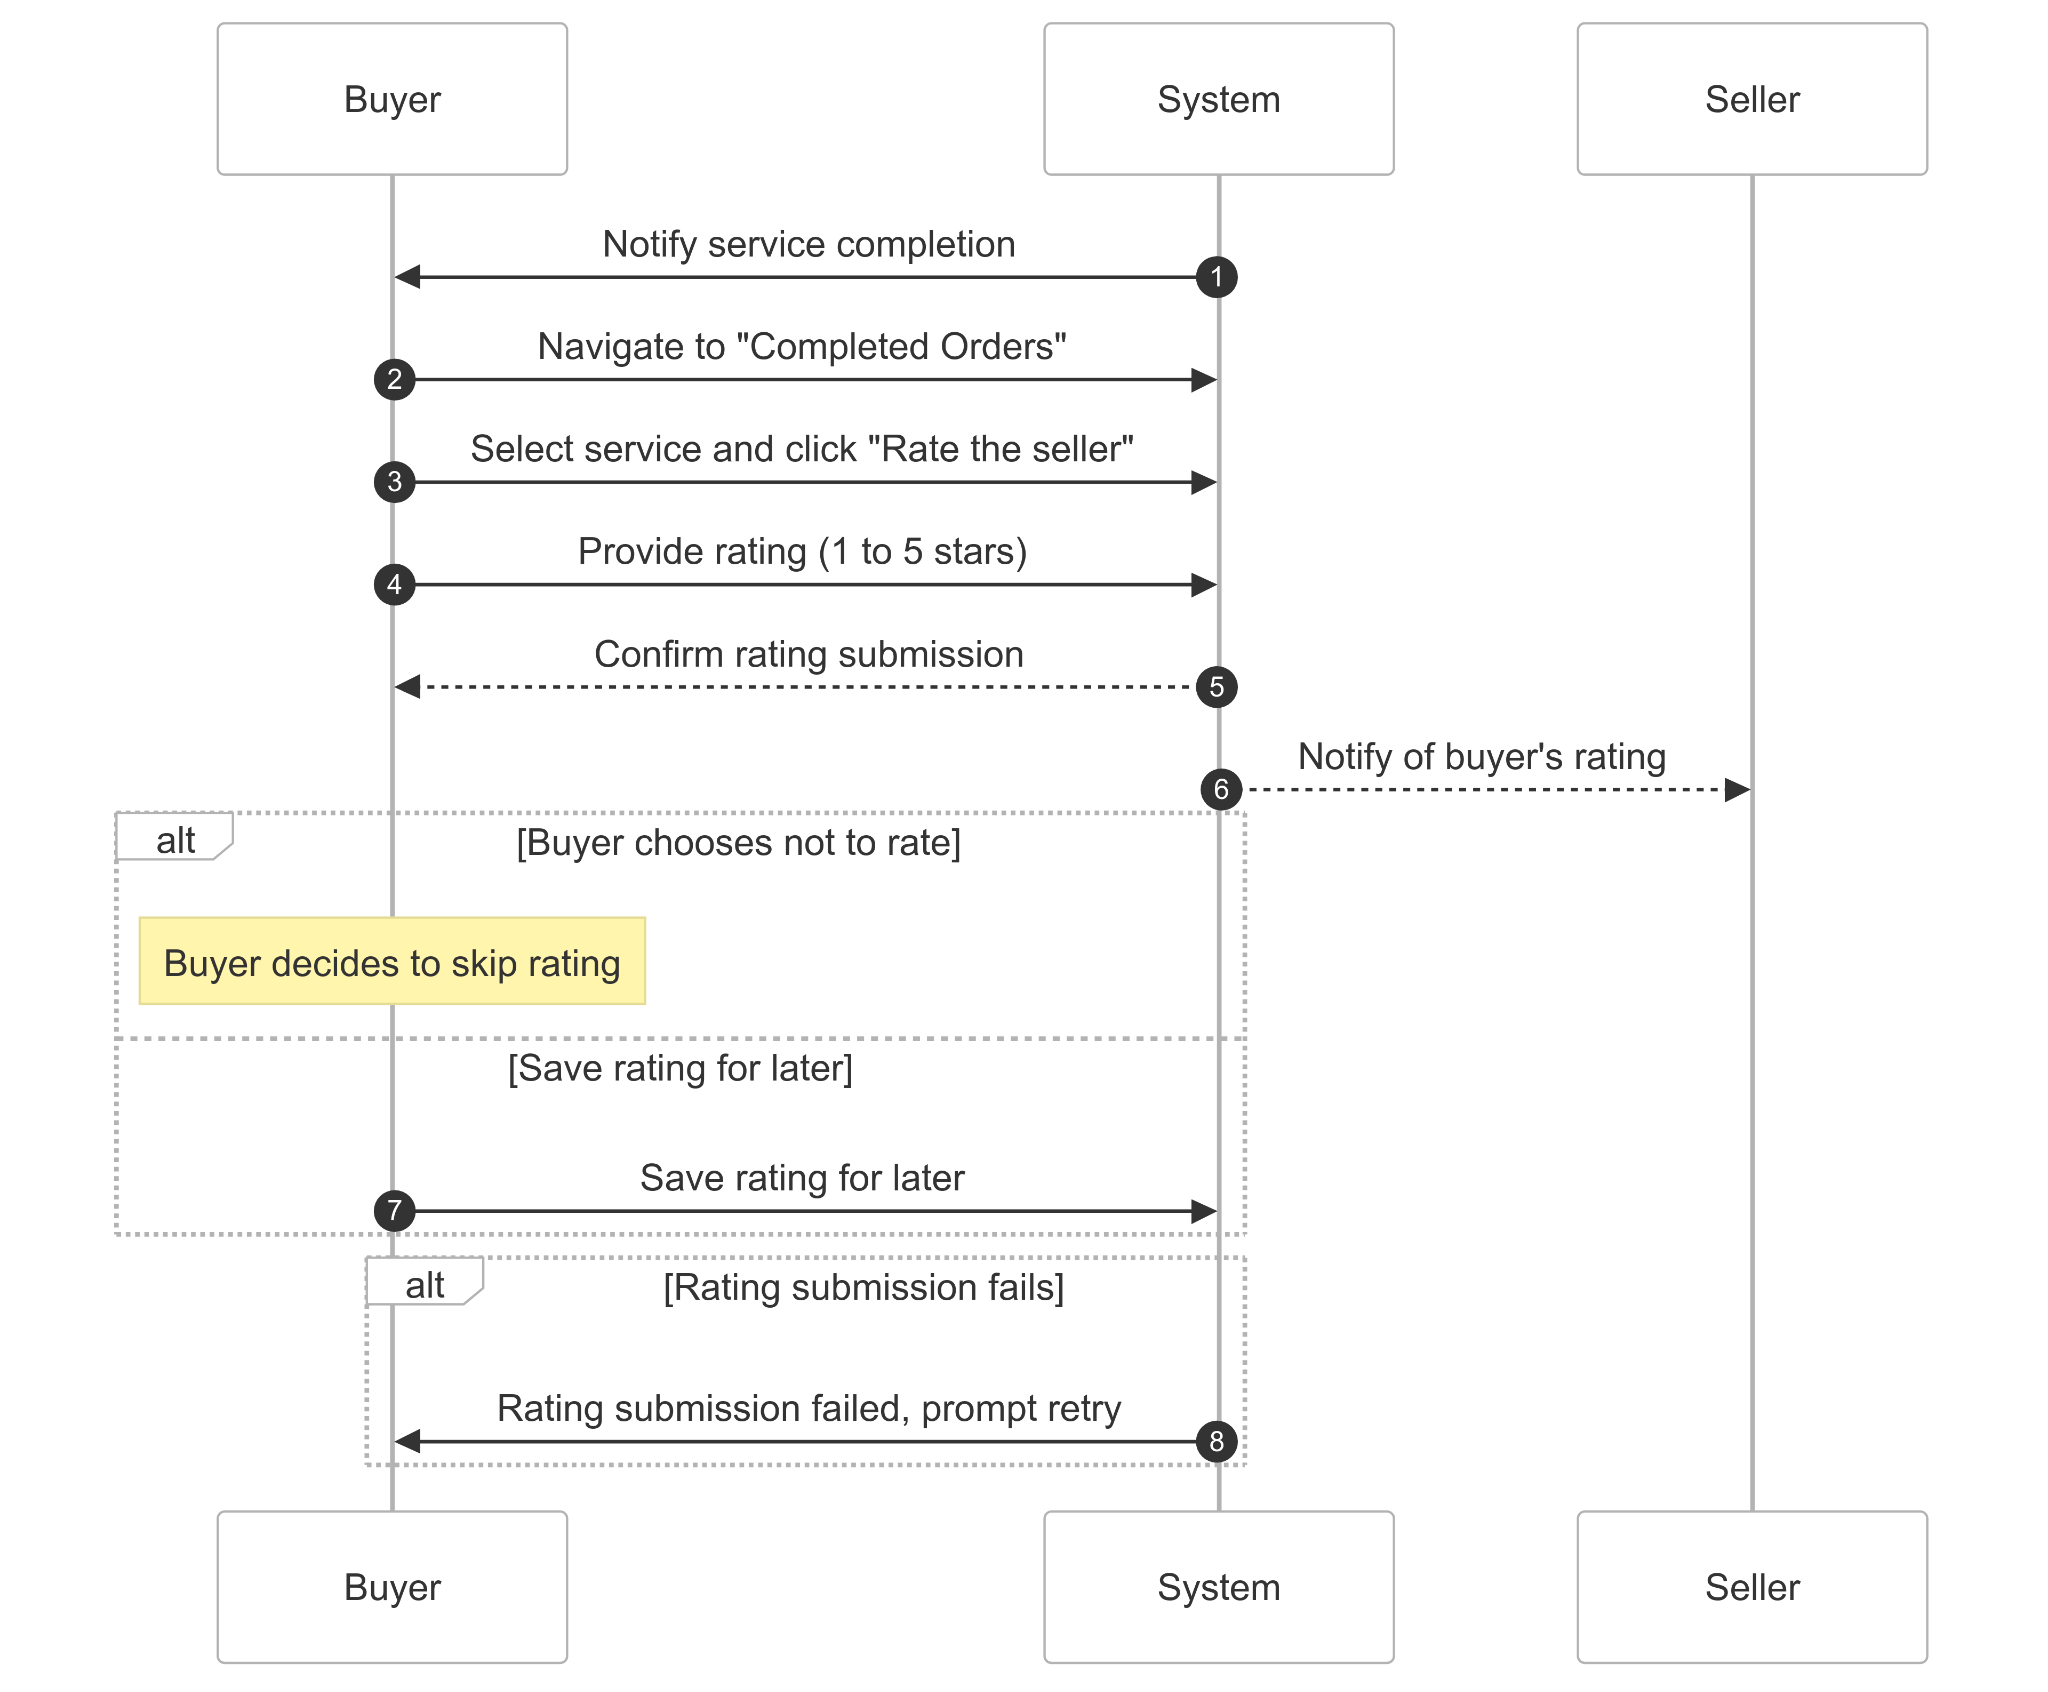 Buyer
System
Seller
Notify service completion
1
Navigate to "Completed Orders"
2
Select service and click "Rate the seller"
3
Provide rating (1 to 5 stars)
4
Confirm rating submission
5
Notify of buyer's rating
6
alt
[Buyer chooses not to rate]
Buyer decides to skip rating
[Save rating for later]
Save rating for later
7
alt
[Rating submission fails]
Rating submission failed, prompt retry
8
Buyer
System
Seller